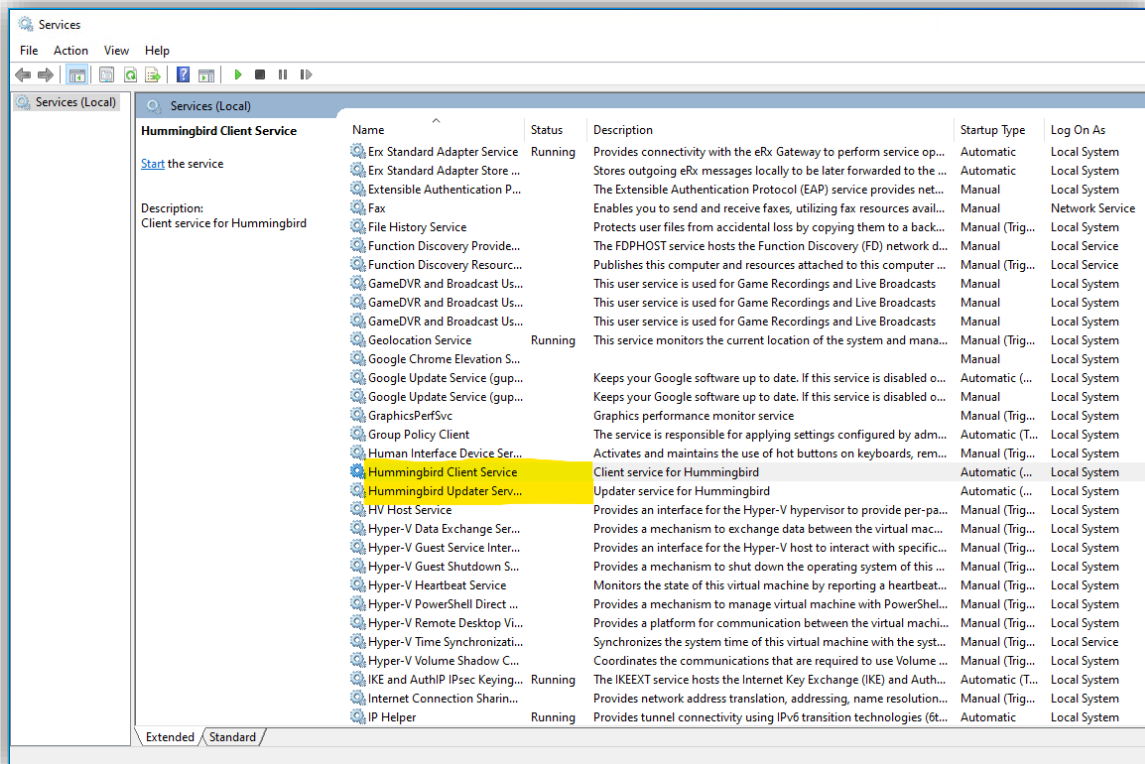 Services
File Action View Help
Services (Local)
Services (Local)
Hummingbird Client Service
Start the service
Description:
Client service for Hummingbird
Name Status Description Startup Type Log On As
Erx Standard Adapter Service Running Provides connectivity with the eRx Gateway to perform service op... Automatic Local System
Erx Standard Adapter Store ... Stores outgoing eRx messages locally to be later forwarded to the ... Automatic Local System
Extensible Authentication P... The Extensible Authentication Protocol (EAP) service provides net... Manual Local System
Fax Enables you to send and receive faxes, utilizing fax resources avail... Manual Network Service
File History Service Protects user files from accidental loss by copying them to a back... Manual (Trig... Local System
Function Discovery Provide... The FDPHOST service hosts the Function Discovery (FD) network d... Manual Local Service
Function Discovery Resourc... Publishes this computer and resources attached to this computer ... Manual (Trig... Local Service
GameDVR and Broadcast Us... This user service is used for Game Recordings and Live Broadcasts Manual Local System
GameDVR and Broadcast Us... This user service is used for Game Recordings and Live Broadcasts Manual Local System
GameDVR and Broadcast Us... This user service is used for Game Recordings and Live Broadcasts Manual Local System
Geolocation Service Running This service monitors the current location of the system and mana... Manual (Trig... Local System
Google Chrome Elevation S... Manual Local System
Google Update Service (gup... Keeps your Google software up to date. If this service is disabled o... Automatic (... Local System
Google Update Service (gup... Keeps your Google software up to date. If this service is disabled o... Manual Local System
GraphicsPerfSvc Graphics performance monitor service Manual (Trig... Local System
Group Policy Client The service is responsible for applying settings configured by adm... Automatic (T... Local System
Human Interface Device Ser... Activates and maintains the use of hot buttons on keyboards, rem... Manual (Trig... Local System
Hummingbird Client Service Client service for Hummingbird Automatic (... Local System
Hummingbird Updater Serv... Updater service for Hummingbird Automatic (... Local System
HV Host Service Provides an interface for the Hyper-V hypervisor to provide per-pa... Manual (Trig... Local System
Hyper-V Data Exchange Ser... Provides a mechanism to exchange data between the virtual mac... Manual (Trig... Local System
Hyper-V Guest Service Inter... Provides an interface for the Hyper-V host to interact with specific... Manual (Trig... Local System
Hyper-V Guest Shutdown S... Provides a mechanism to shut down the operating system of this ... Manual (Trig... Local System
Hyper-V Heartbeat Service Monitors the state of this virtual machine by reporting a heartbeat... Manual (Trig... Local System
Hyper-V PowerShell Direct ... Provides a mechanism to manage virtual machine with PowerShel... Manual (Trig... Local System
Hyper-V Remote Desktop Vi... Provides a platform for communication between the virtual machi... Manual (Trig... Local System
Hyper-V Time Synchronizati... Synchronizes the system time of this virtual machine with the syst... Manual (Trig... Local Service
Hyper-V Volume Shadow C... Coordinates the communications that are required to use Volume ... Manual (Trig... Local System
IKE and AuthIP IPsec Keying... Running The IKEEXT service hosts the Internet Key Exchange (IKE) and Auth... Automatic (T... Local System
Internet Connection Sharin... Provides network address translation, addressing, name resolution... Manual (Trig... Local System
IP Helper Running Provides tunnel connectivity using IPv6 transition technologies (6t... Automatic Local System
Extended Standard